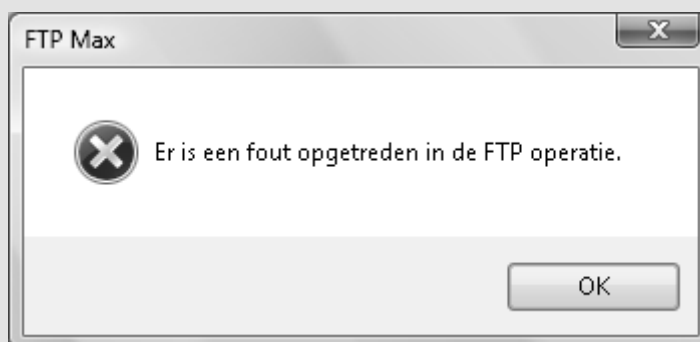 FTP Max
Er is een fout opgetreden in de FTP operatie.
OK